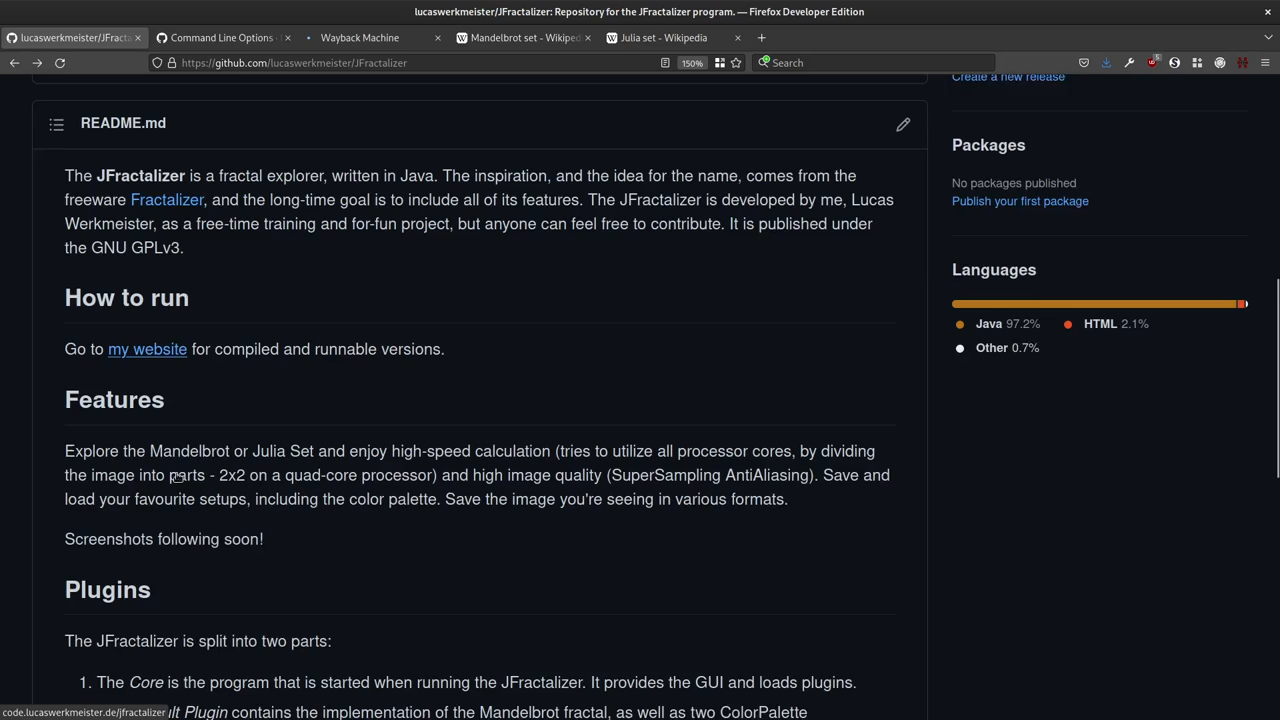 lucaswerkmeister/JFractalizer: Repository for the JFractalizer program. — Firefox Developer Edition
lucaswerkmeister/JFracta
Command Line Options ·
Wayback Machine
Mandelbrot set - Wikiped
Julia set - Wikipedia
https://github.com/lucaswerkmeister/JFractalizer
150%
Search
5
Create a new release
README.md
The JFractalizer is a fractal explorer, written in Java. The inspiration, and the idea for the name, comes from the
freeware Fractalizer, and the long-time goal is to include all of its features. The JFractalizer is developed by me, Lucas
Werkmeister, as a free-time training and for-fun project, but anyone can feel free to contribute. It is published under
the GNU GPLv3.
How to run
Go to my website for compiled and runnable versions.
Features
Explore the Mandelbrot or Julia Set and enjoy high-speed calculation (tries to utilize all processor cores, by dividing
the image into parts - 2x2 on a quad-core processor) and high image quality (SuperSampling AntiAliasing). Save and
load your favourite setups, including the color palette. Save the image you're seeing in various formats.
Screenshots following soon!
Plugins
The JFractalizer is split into two parts:
1. The Core is the program that is started when running the JFractalizer. It provides the GUI and loads plugins.
ult Plugin contains the implementation of the Mandelbrot fractal, as well as two ColorPalette
Packages
No packages published
Publish your first package
Languages
Java 97.2%
HTML 2.1%
Other 0.7%
code.lucaswerkmeister.de/jfractalizer